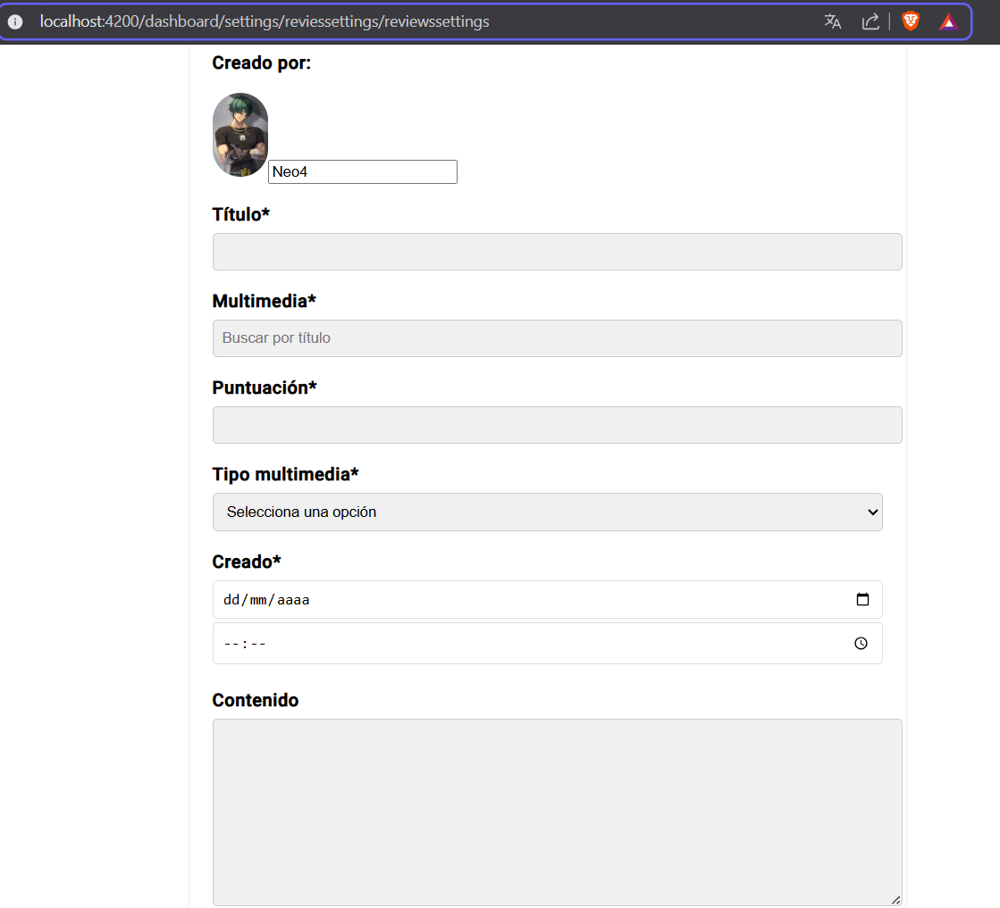 localhost:4200/dashboard/settings/reviessettings/reviewssettings
Creado por:
Neo4
Título*
Multimedia*
Buscar por título
Puntuación*
Tipo multimedia*
Selecciona una opción
Creado*
dd/mm/aaaa
--:--
Contenido